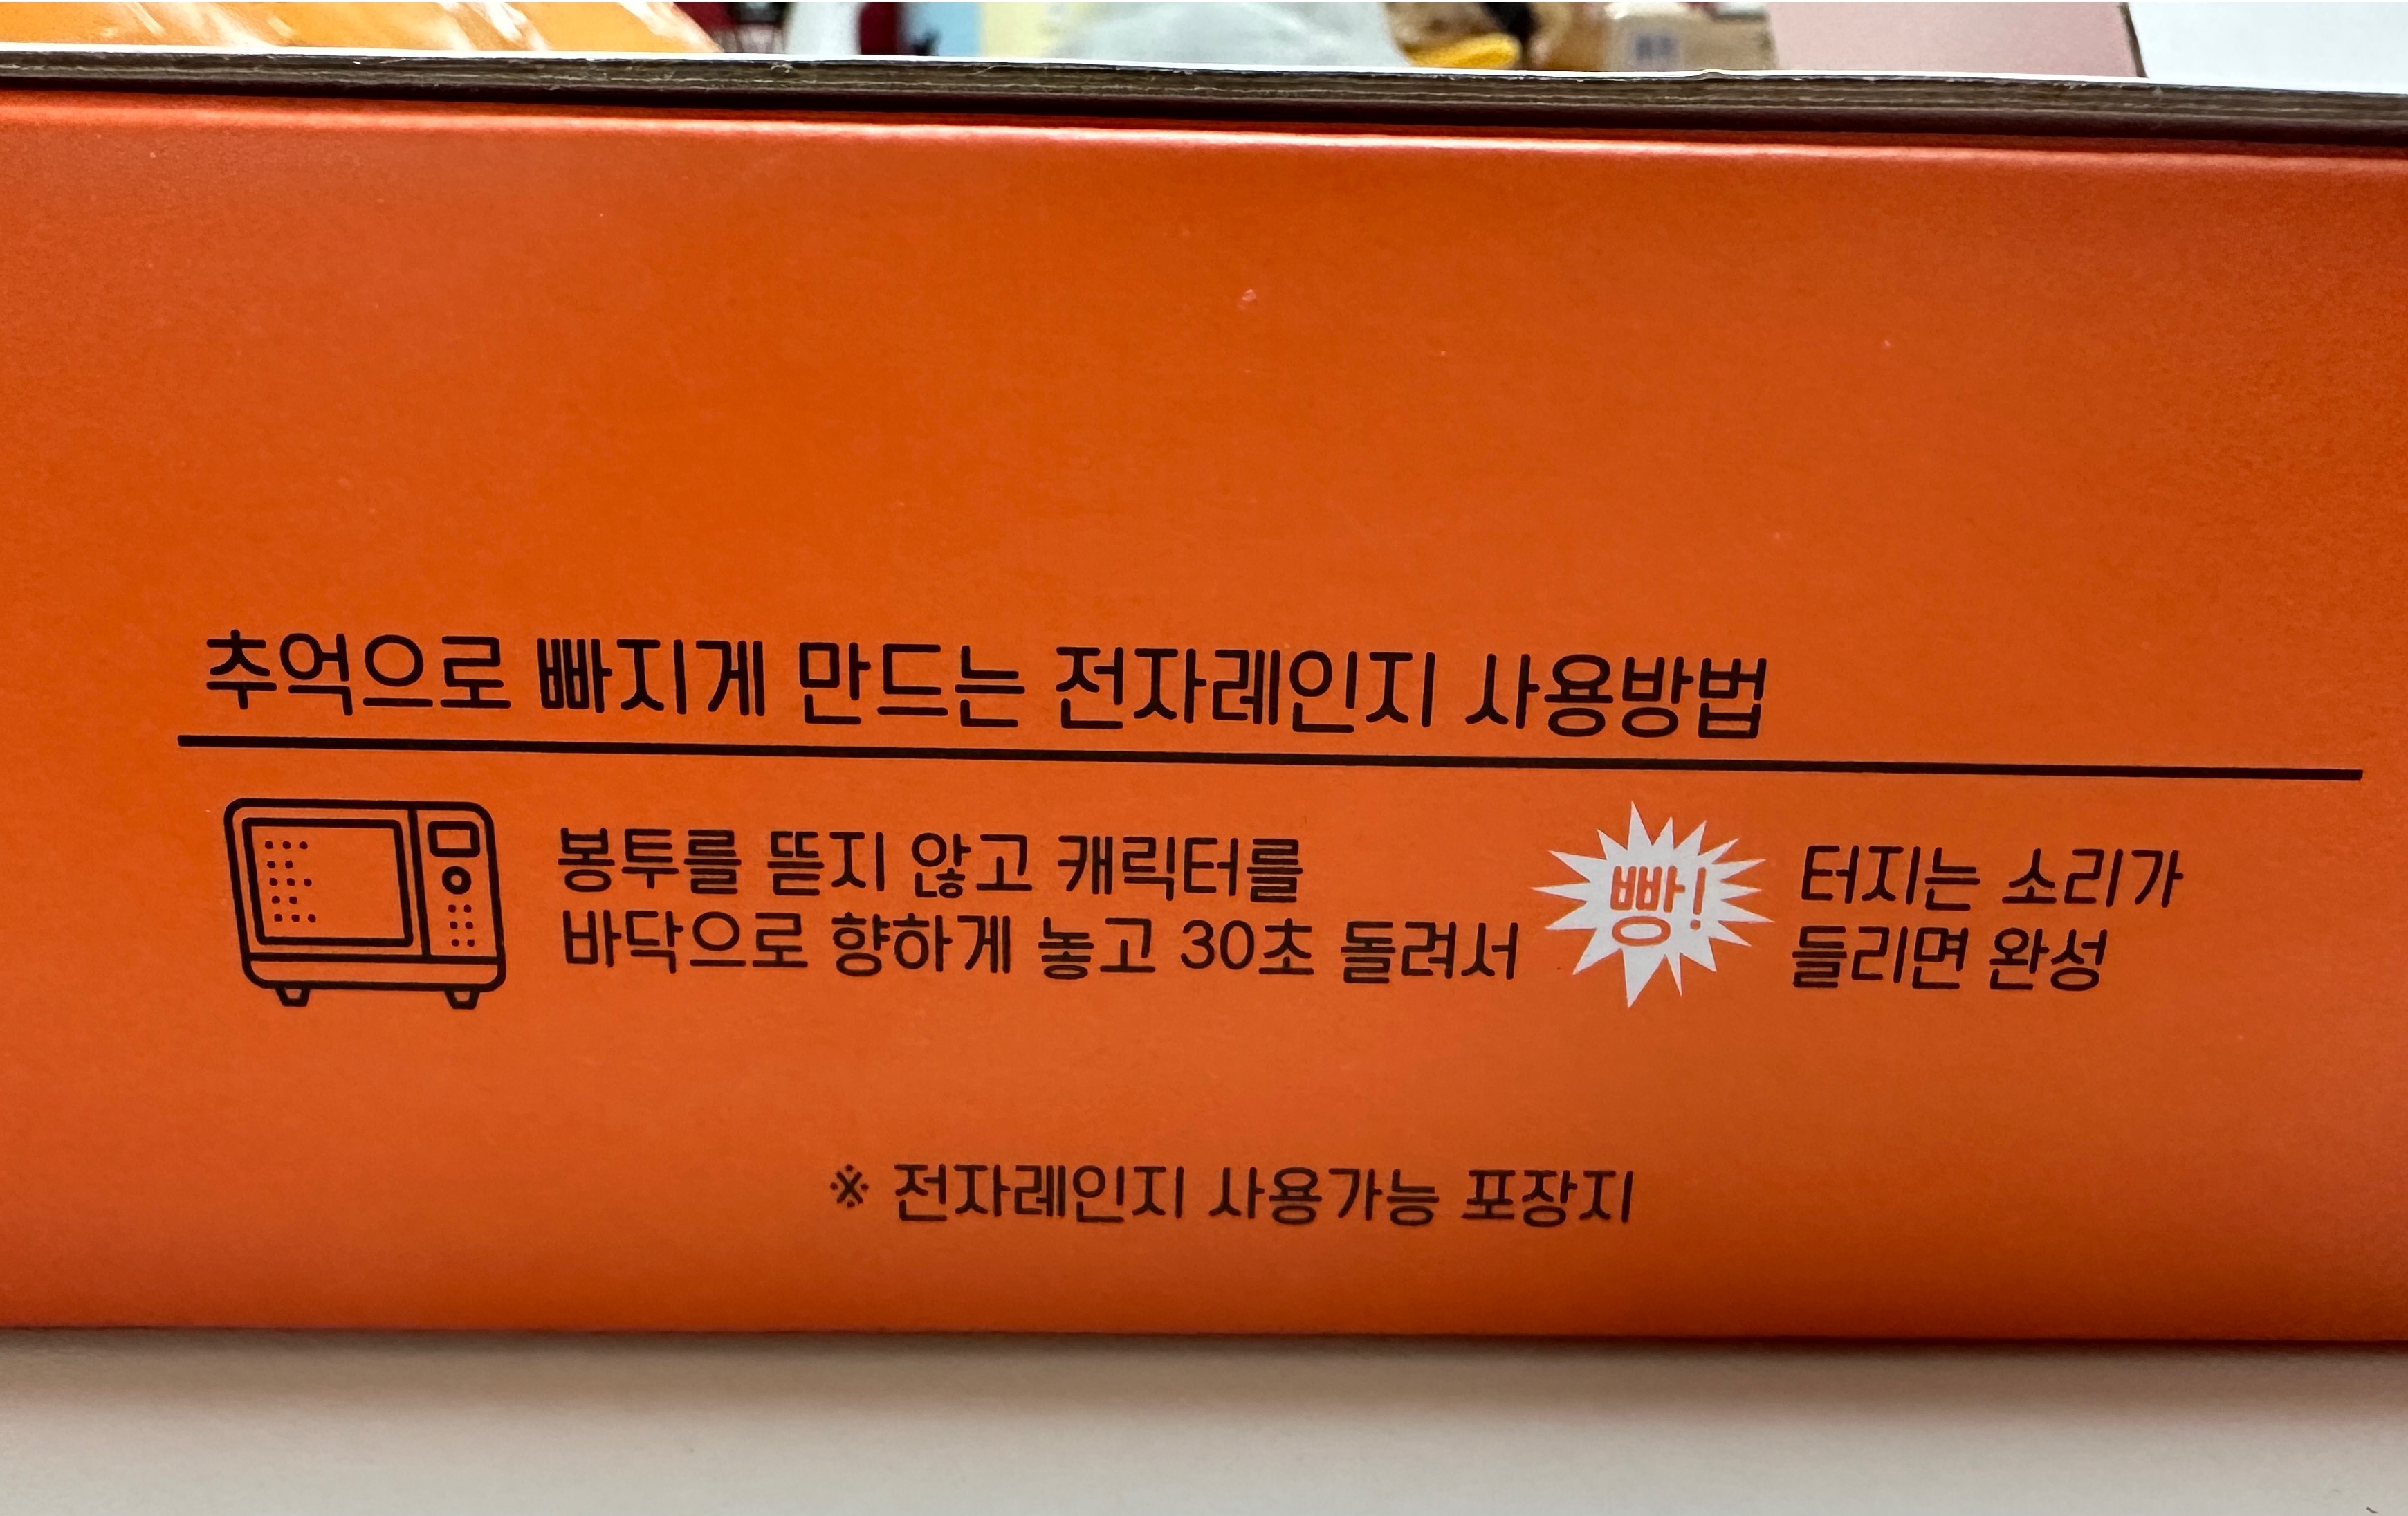 추억으로 빠지게 만드는 전자레인지 사용방법
봉투를 뜯지 않고 캐릭터를
바닥으로 향하게 놓고 30초 돌려서
빵!
터지는 소리가
들리면 완성
※ 전자레인지 사용가능 포장지